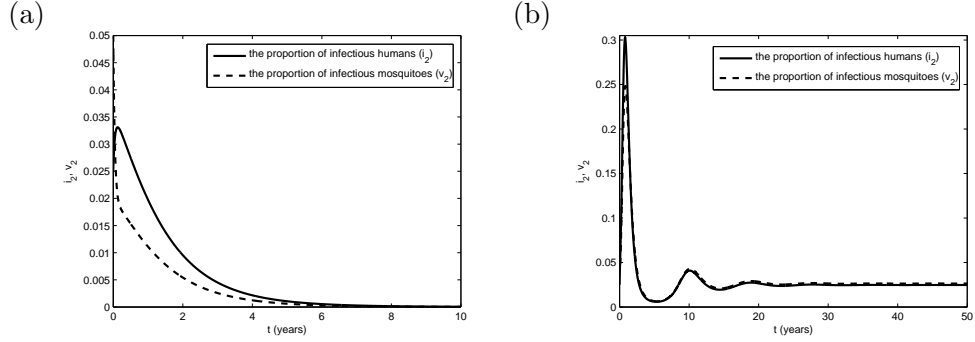 (a)
0.05
0.045
0.04
0.035
0.03
0.025
0.02
0.015
0.01
0.005
0
i₂, v₂
the proportion of infectious humans (i₂)
the proportion of infectious mosquitoes (v₂)
0 2 4 6 8 10
t (years)
(b)
0.3
0.25
0.2
0.15
0.1
0.05
0
i₂, v₂
the proportion of infectious humans (i₂)
the proportion of infectious mosquitoes (v₂)
0 10 20 30 40 50
t (years)